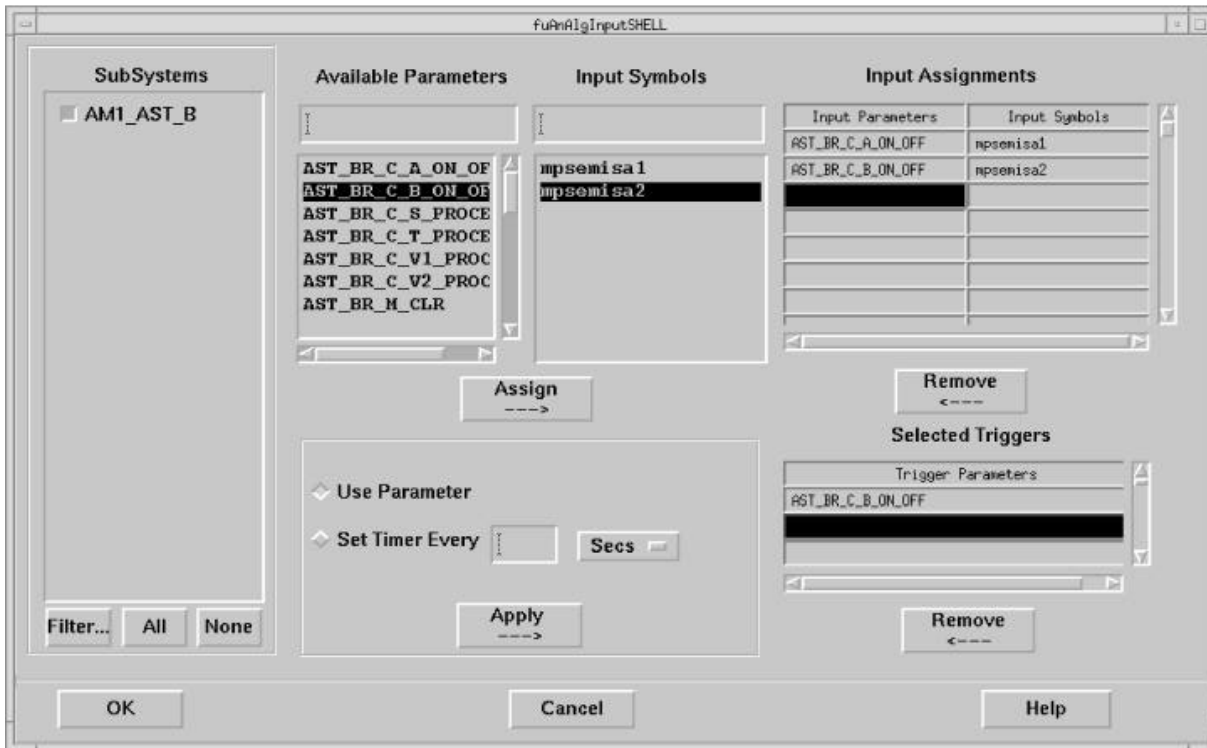 fuAnAlgInputSHELL
SubSystems
AM1_AST_B
Filter...
All
None
Available Parameters
AST_BR_C_A_ON_OF
AST_BR_C_B_ON_OF
AST_BR_C_S_PROCE
AST_BR_C_T_PROCE
AST_BR_C_V1_PROC
AST_BR_C_V2_PROC
AST_BR_M_CLR
Input Symbols
mpsemisa1
mpsemisa2
Assign
--->
Use Parameter
Set Timer Every
Secs
Apply
--->
Input Assignments
Input Parameters Input Symbols
AST_BR_C_A_ON_OFF mpsemisa1
AST_BR_C_B_ON_OFF mpsemisa2
Remove
<---
Selected Triggers
Trigger Parameters
AST_BR_C_B_ON_OFF
Remove
<---
OK
Cancel
Help